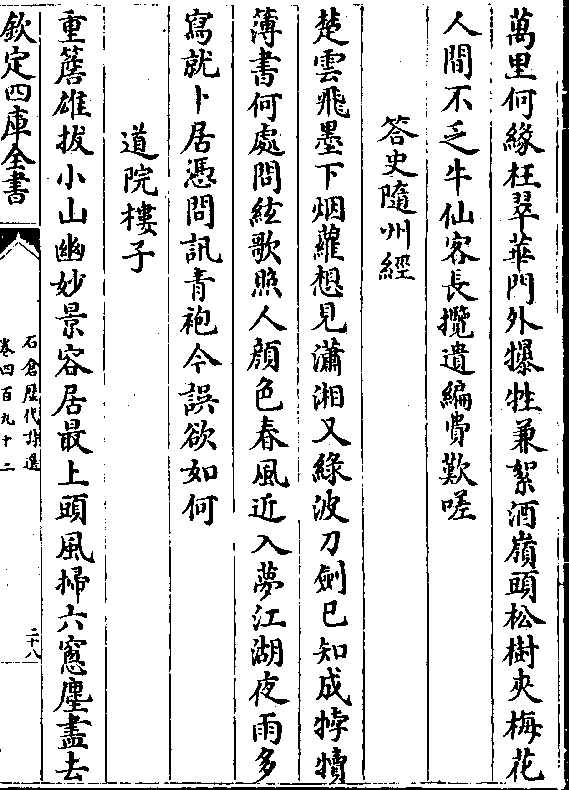 萬里何緣枉翠華門外㹛牲兼絮酒嶺頭松樹夾梅花
人間不乏牛仙客長攬遺編費歎嗟
答史隨州經
楚雲飛墨下烟蘿想見瀟湘又緑波刀劍已知成㹀犢
薄書何處問絃歌照人顔色春風近入夢江湖夜雨多
寫就卜居憑問訊青袍今誤欲如何
道院樓子
重簷雄拔小山幽妙景容居最上頭風掃六窻塵盡去
欽定四庫全書
石倉歴代詩選
卷四百九十二
二十八